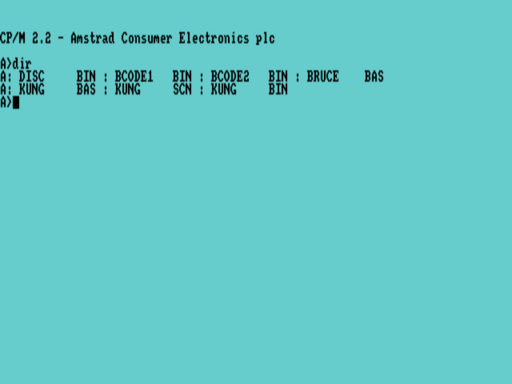 CP/M 2.2 - Amstrad Consumer Electronics plc
A>dir
A: DISC     BIN : BCODE1   BIN : BCODE2   BIN : BRUCE    BAS
A: KUNG     BAS : KUNG     SCN : KUNG     BIN
A>